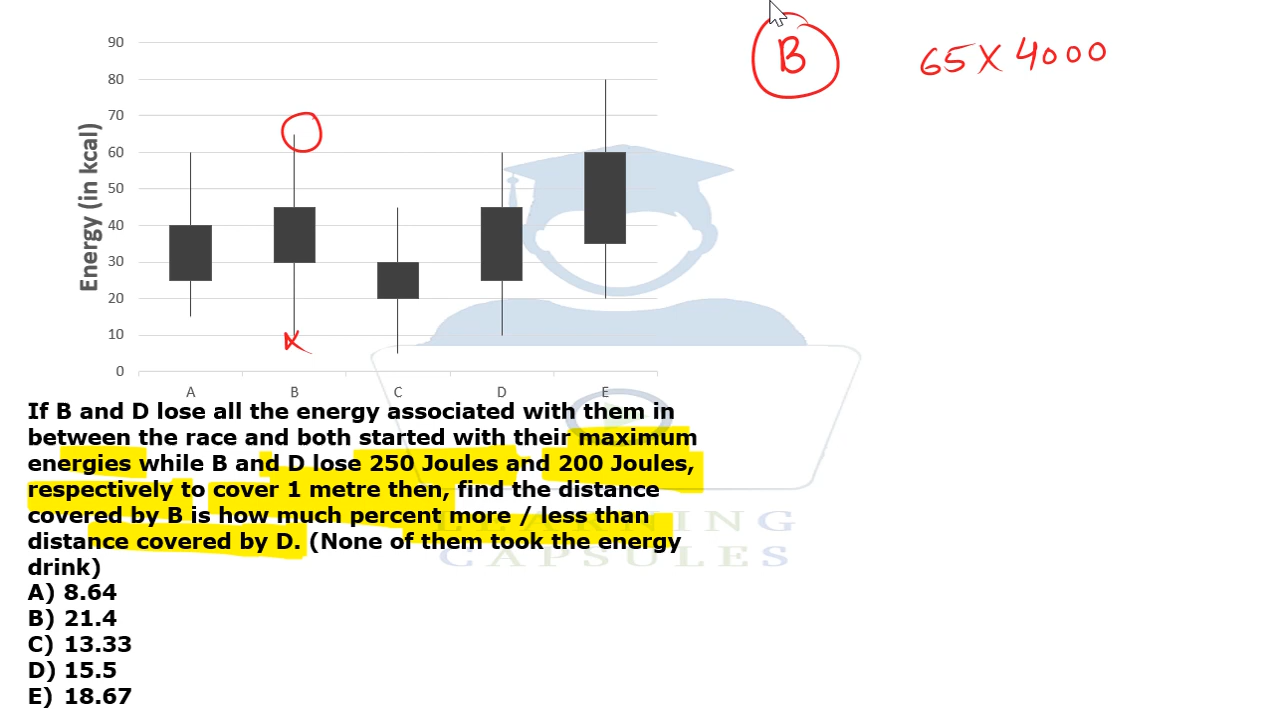 B 65 X 4000
90
80
70
60
50
40
30
20
10
0
Energy (in kcal)
A B C D E
If B and D lose all the energy associated with them in
between the race and both started with their maximum
energies while B and D lose 250 Joules and 200 Joules,
respectively to cover 1 metre then, find the distance
covered by B is how much percent more / less than
distance covered by D. (None of them took the energy
drink)
A) 8.64
B) 21.4
C) 13.33
D) 15.5
E) 18.67
LEARNING
CAPSULES